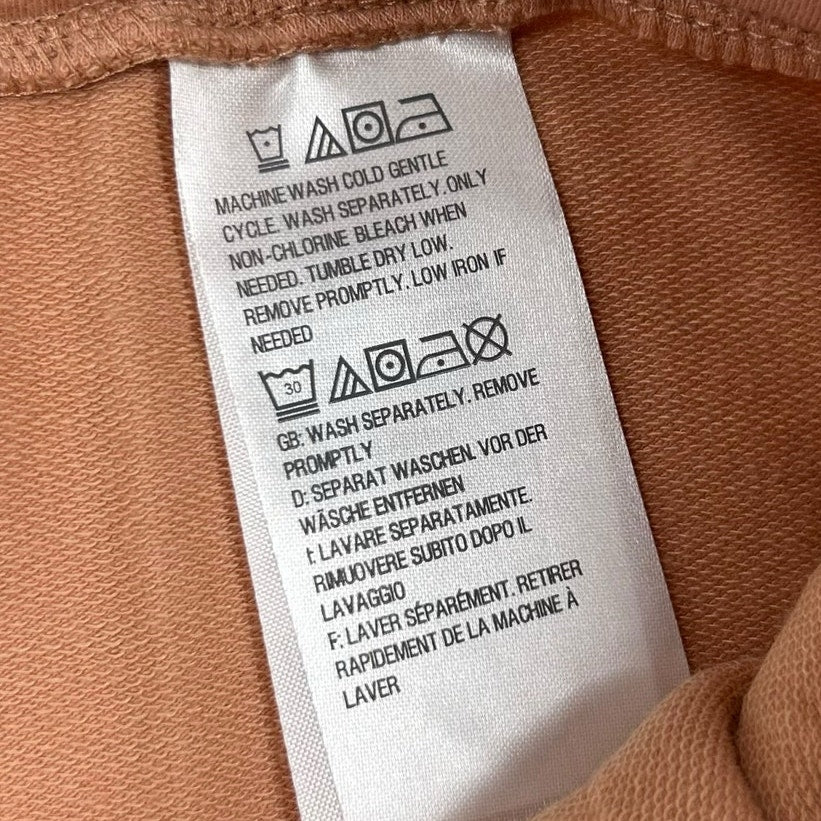 MACHINE WASH COLD GENTLE
CYCLE. WASH SEPARATELY. ONLY
NON-CHLORINE BLEACH WHEN
NEEDED. TUMBLE DRY LOW.
REMOVE PROMPTLY. LOW IRON IF
NEEDED
30
GB: WASH SEPARATELY. REMOVE
PROMPTLY
D: SEPARAT WASCHEN. VOR DER
WÄSCHE ENTFERNEN
I: LAVARE SEPARATAMENTE.
RIMUOVERE SUBITO DOPO IL
LAVAGGIO
F: LAVER SÉPARÉMENT. RETIRER
RAPIDEMENT DE LA MACHINE À
LAVER